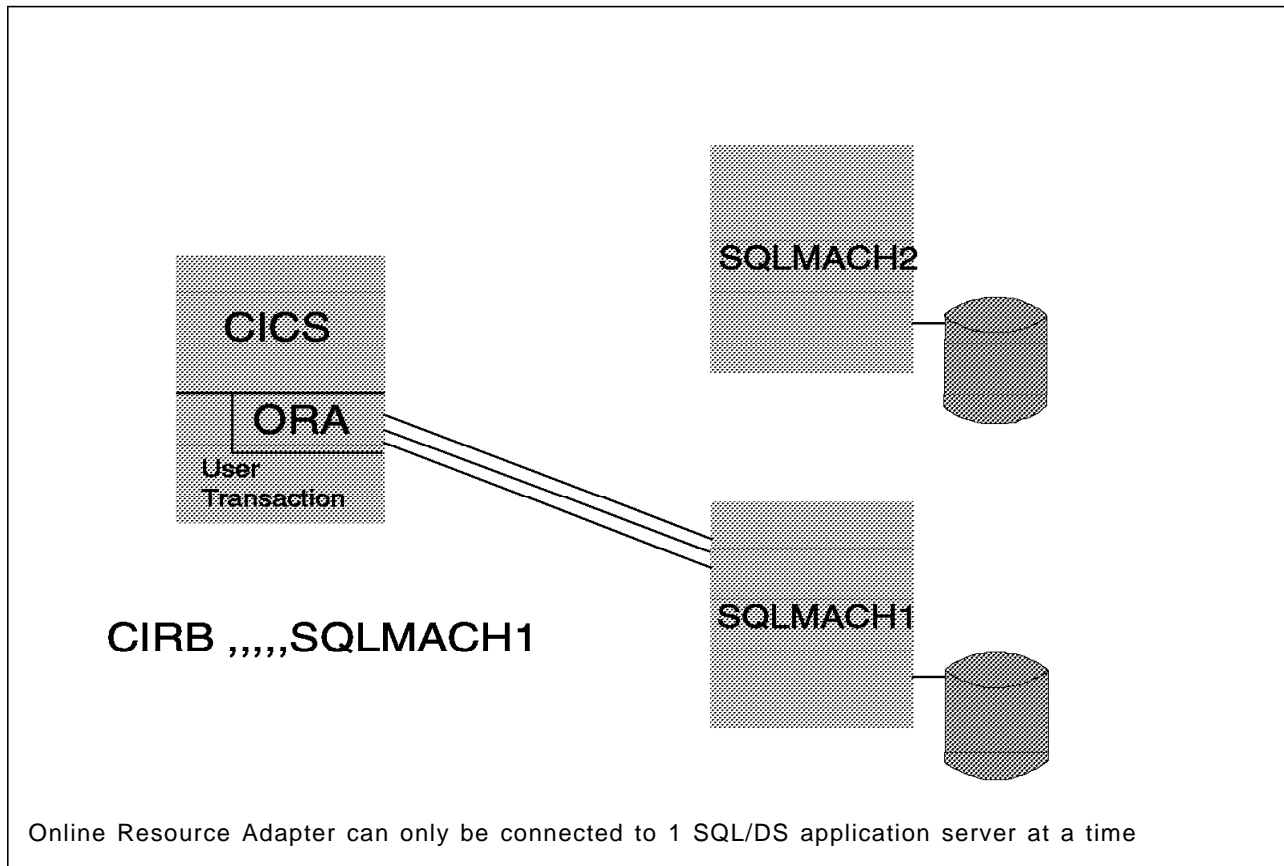 SQLMACH2
CICS
ORA
User
Transaction
SQLMACH1
CIRB ,,,,,SQLMACH1
Online Resource Adapter can only be connected to 1 SQL/DS application server at a time